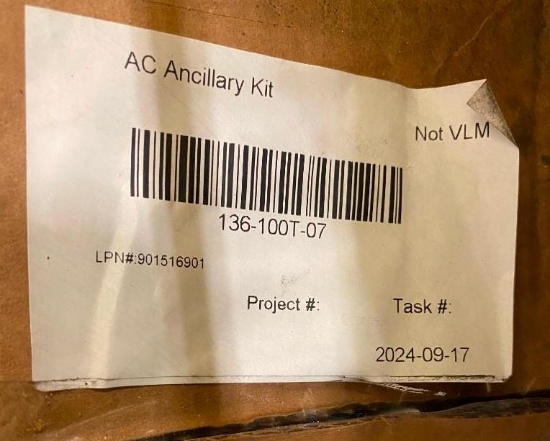 AC Ancillary Kit
Not VLM
136-100T-07
LPN#:901516901
Project #: Task #:
2024-09-17